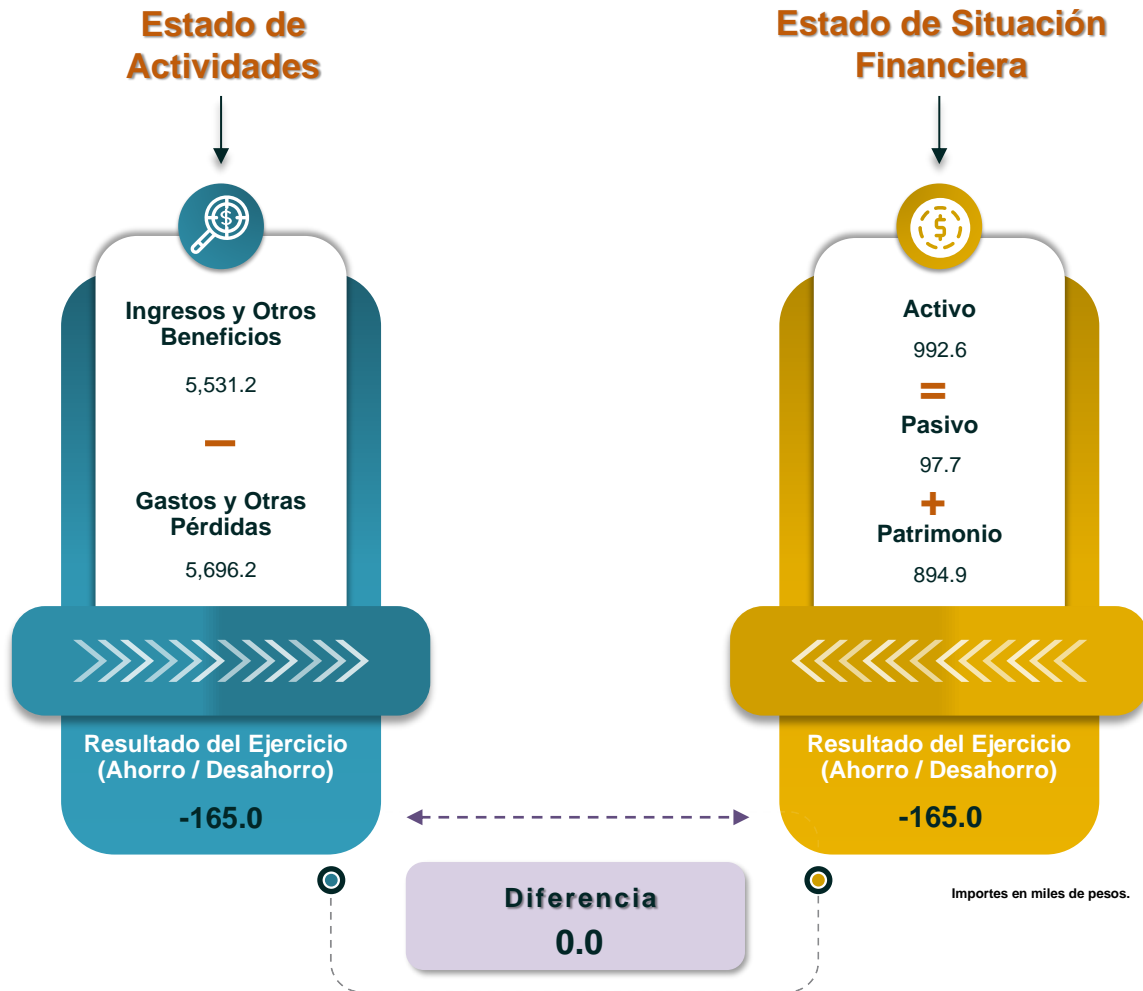 Estado de
Actividades
Ingresos y Otros
Beneficios
5,531.2
−
Gastos y Otras
Pérdidas
5,696.2
Resultado del Ejercicio
(Ahorro / Desahorro)
-165.0
Estado de Situación
Financiera
$
Activo
992.6
=
Pasivo
97.7
+
Patrimonio
894.9
Resultado del Ejercicio
(Ahorro / Desahorro)
-165.0
Diferencia
0.0
Importes en miles de pesos.